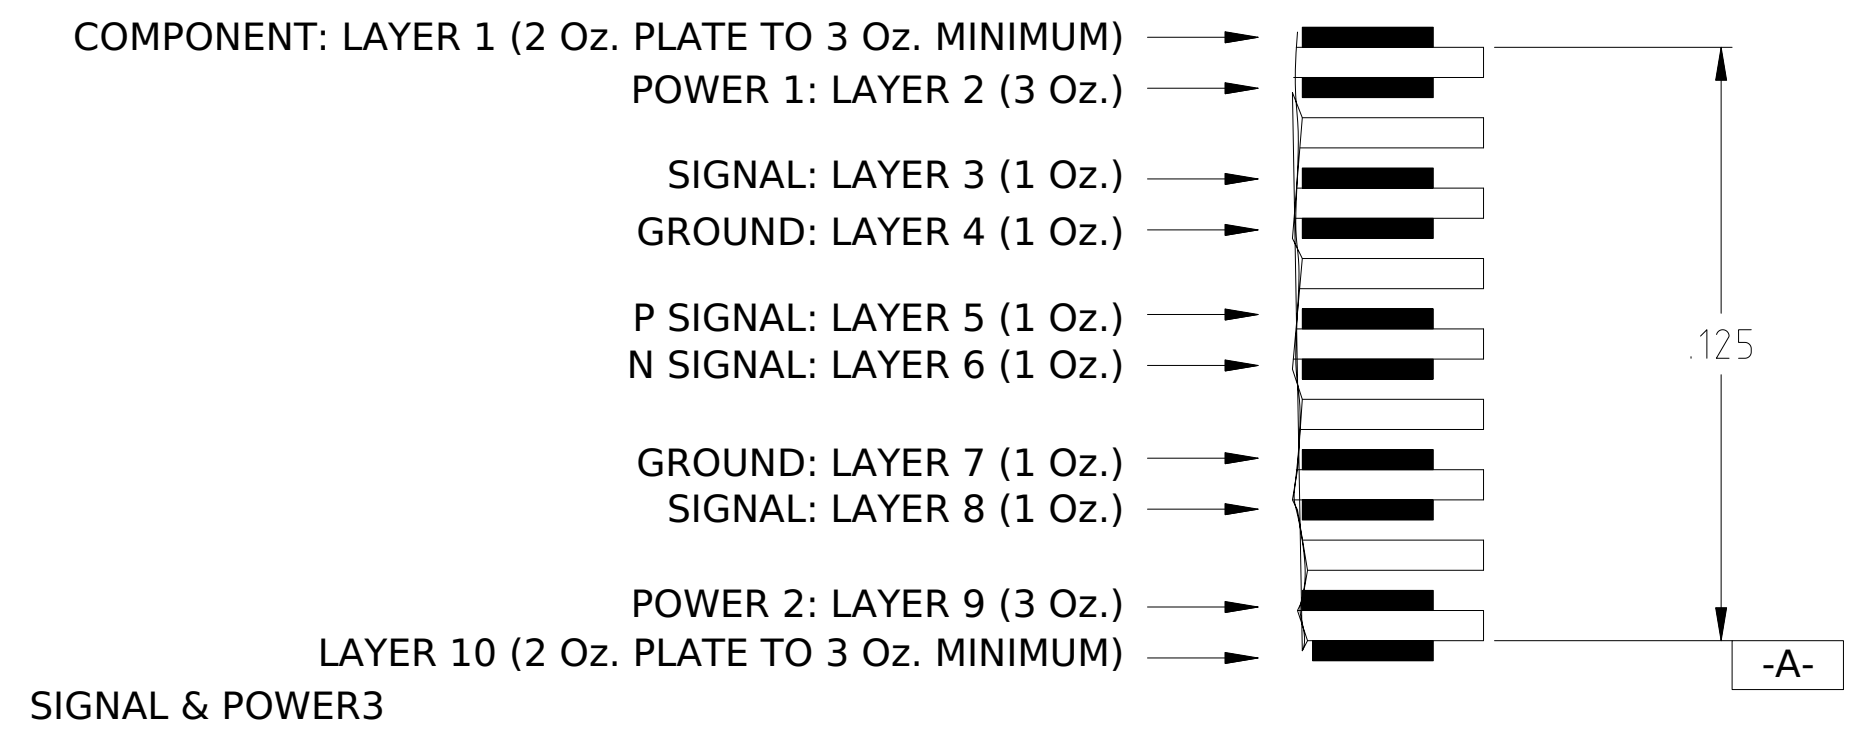 COMPONENT: LAYER 1 (2 Oz. PLATE TO 3 Oz. MINIMUM)
POWER 1: LAYER 2 (3 Oz.)
SIGNAL: LAYER 3 (1 Oz.)
GROUND: LAYER 4 (1 Oz.)
P SIGNAL: LAYER 5 (1 Oz.)
N SIGNAL: LAYER 6 (1 Oz.)
GROUND: LAYER 7 (1 Oz.)
SIGNAL: LAYER 8 (1 Oz.)
POWER 2: LAYER 9 (3 Oz.)
LAYER 10 (2 Oz. PLATE TO 3 Oz. MINIMUM)
SIGNAL & POWER3
.125
-A-